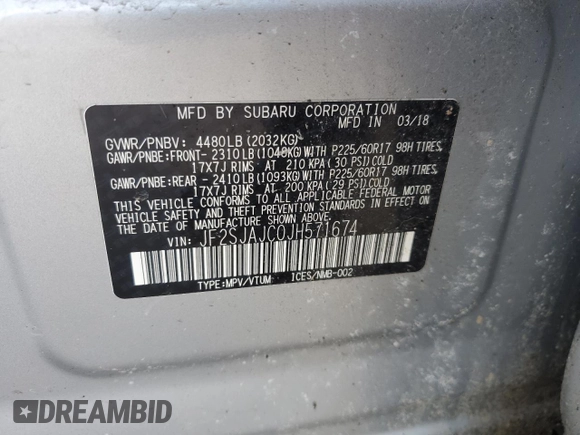 MFD BY SUBARU CORPORATION
MFD IN 03/18
GVWR/PNBV: 4480LB (2032KG)
GAWR/PNBE:FRONT- 2310LB (1048KG) WITH P225/60R17 98H TIRES,
17X7J RIMS AT 210 KPA ( 30 PSI) COLD
GAWR/PNBE:REAR - 2410LB (1093KG) WITH P225/60R17 98H TIRES,
17X7J RIMS AT 200 KPA ( 29 PSI) COLD
THIS VEHICLE CONFORMS TO ALL APPLICABLE FEDERAL MOTOR
VEHICLE SAFETY AND THEFT PREVENTION STANDARDS IN EFFECT ON
THE DATE OF MANUFACTURE SHOWN ABOVE.
VIN: JF2SJAJC0JH571674
TYPE:MPV/VTUM ICES/NMB-002
DREAMBID